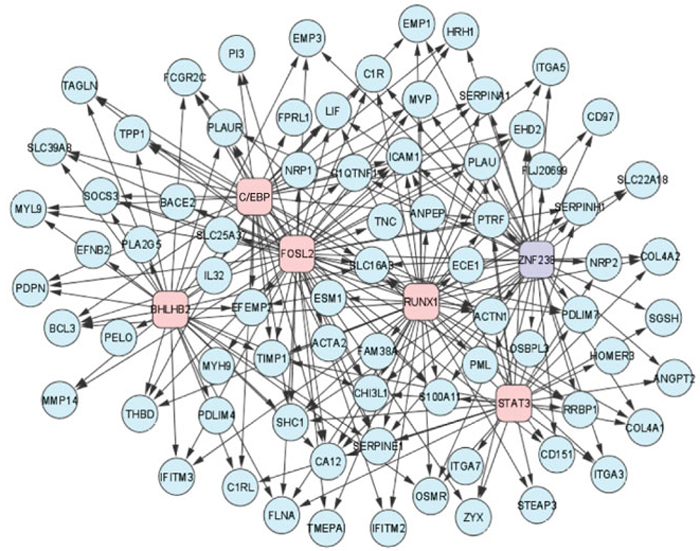 EMP1
HRH1
EMP3
PI3
ITGA5
C1R
FCGR2C
TAGLN
MVP
SERPINA1
LIF
FPRL1
CD97
PLAUR
EHD2
TPP1
SLC39A8
ICAM1
PLAU
FLJ20699
NRP1
C1QTNF1
SLC22A18
C/EBP
SOCS3
BACE2
MYL9
SERPINH1
ANPEP
TNC
PTRF
SLC25A37
PLA2G5
EFNB2
FOSL2
ZNF238
NRP2
COL4A2
SLC16A3
ECE1
IL32
PDPN
ESM1
RUNX1
BHLHB2
EFEMP2
ACTN1
PDLIM7
SGSH
BCL3
PELO
ACTA2
FAM38A
OSBPL3
HOMER3
TIMP1
MYH9
PML
ANGPT2
CHI3L1
S100A11
STAT3
RRBP1
MMP14
THBD
PDLIM4
SHC1
COL4A1
SERPINE1
CD151
CA12
ITGA7
ITGA3
IFITM3
C1RL
OSMR
STEAP3
FLNA
ZYX
TMEPAI
IFITM2